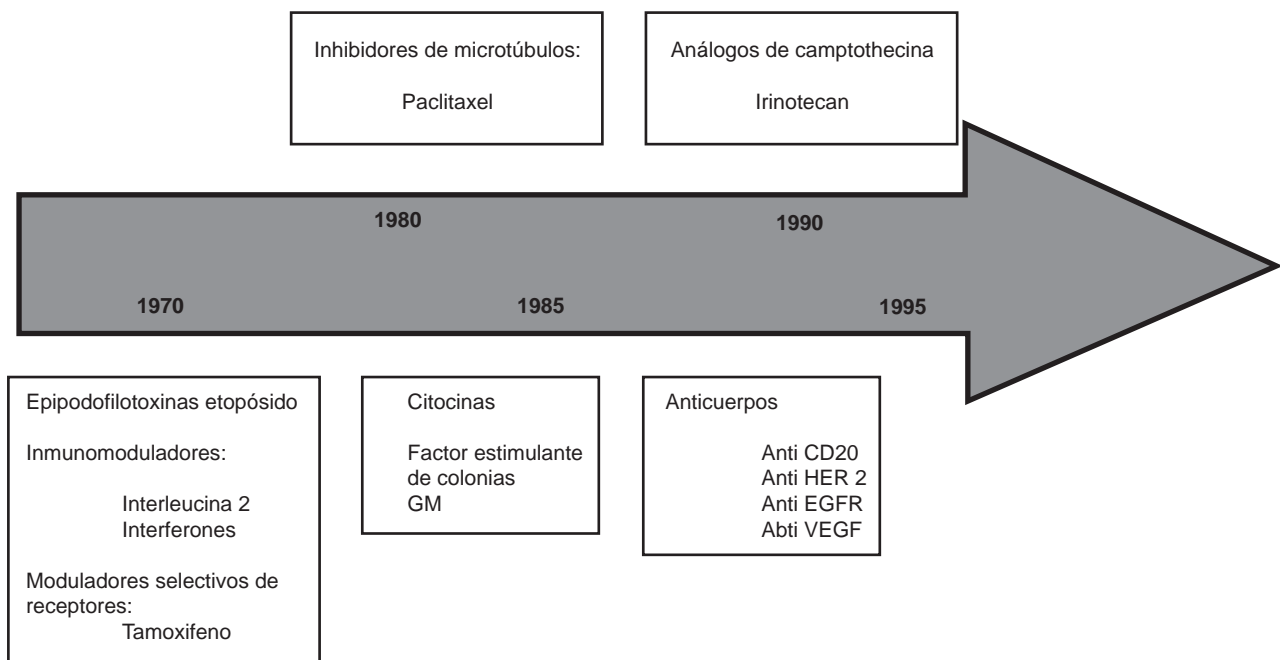 Inhibidores de microtúbulos:
Paclitaxel
Análogos de camptothecina
Irinotecan
1980
1990
1970
1985
1995
Epipodofilotoxinas etopósido
Inmunomoduladores:
Interleucina 2
Interferones
Moduladores selectivos de
receptores:
Tamoxifeno
Citocinas
Factor estimulante
de colonias
GM
Anticuerpos
Anti CD20
Anti HER 2
Anti EGFR
Abti VEGF